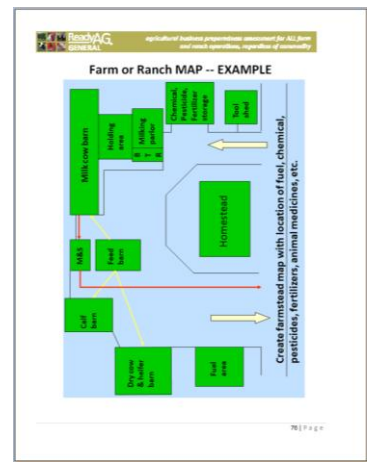 ReadyAG
GENERAL
agricultural business preparedness assessment for AG farm
and ranch operations, regardless of commodity
Farm or Ranch MAP -- EXAMPLE
Milk cow barn
Holding
area
Milking
parlor
B
T
R
Chemical,
Pesticide,
Fertilizer
Storage
Tool
shed
Homestead
M&S
Feed
barn
Calf
barn
Dry cow
& heifer
barn
Fuel
area
Create farmstead map with location of fuel, chemical,
pesticides, fertilizers, animal medicines, etc.
70 | P a g e